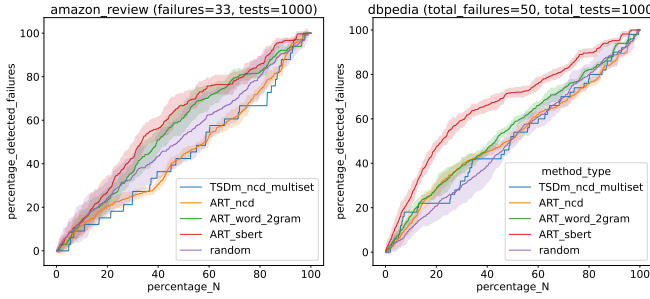 amazon_review (failures=33, tests=1000)
percentage_detected_failures
100
80
60
40
20
0
TSDm_ncd_multiset
ART_ncd
ART_word_2gram
ART_sbert
random
0 20 40 60 80 100
percentage_N
dbpedia (total_failures=50, total_tests=1000
percentage_detected_failures
100
80
60
40
20
0
method_type
TSDm_ncd_multiset
ART_ncd
ART_word_2gram
ART_sbert
random
0 20 40 60 80 100
percentage_N